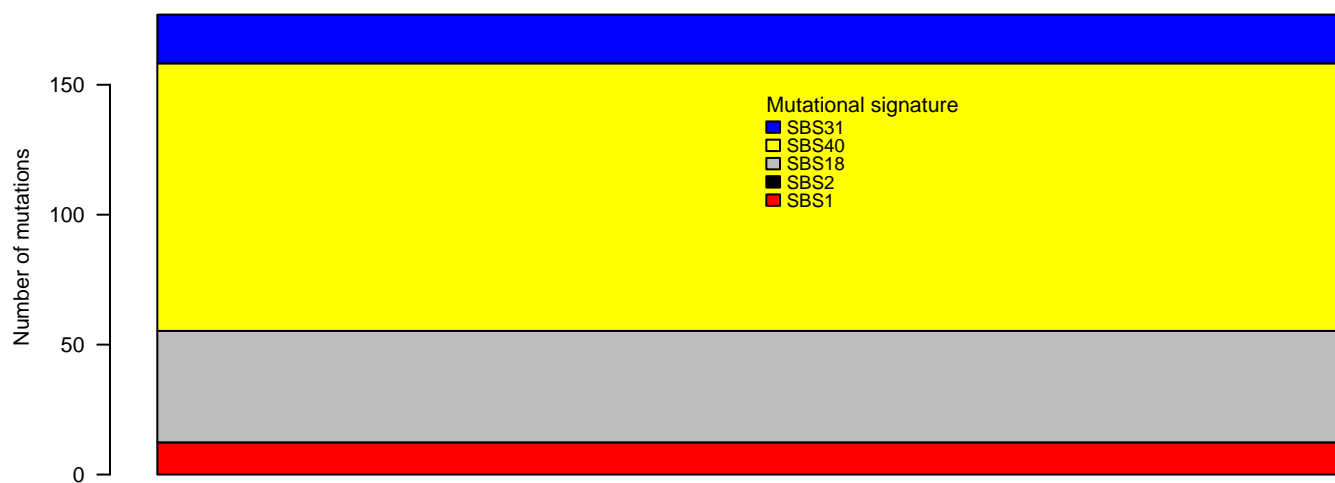 150
100
50
0
Number of mutations
Mutational signature
SBS31
SBS40
SBS18
SBS2
SBS1